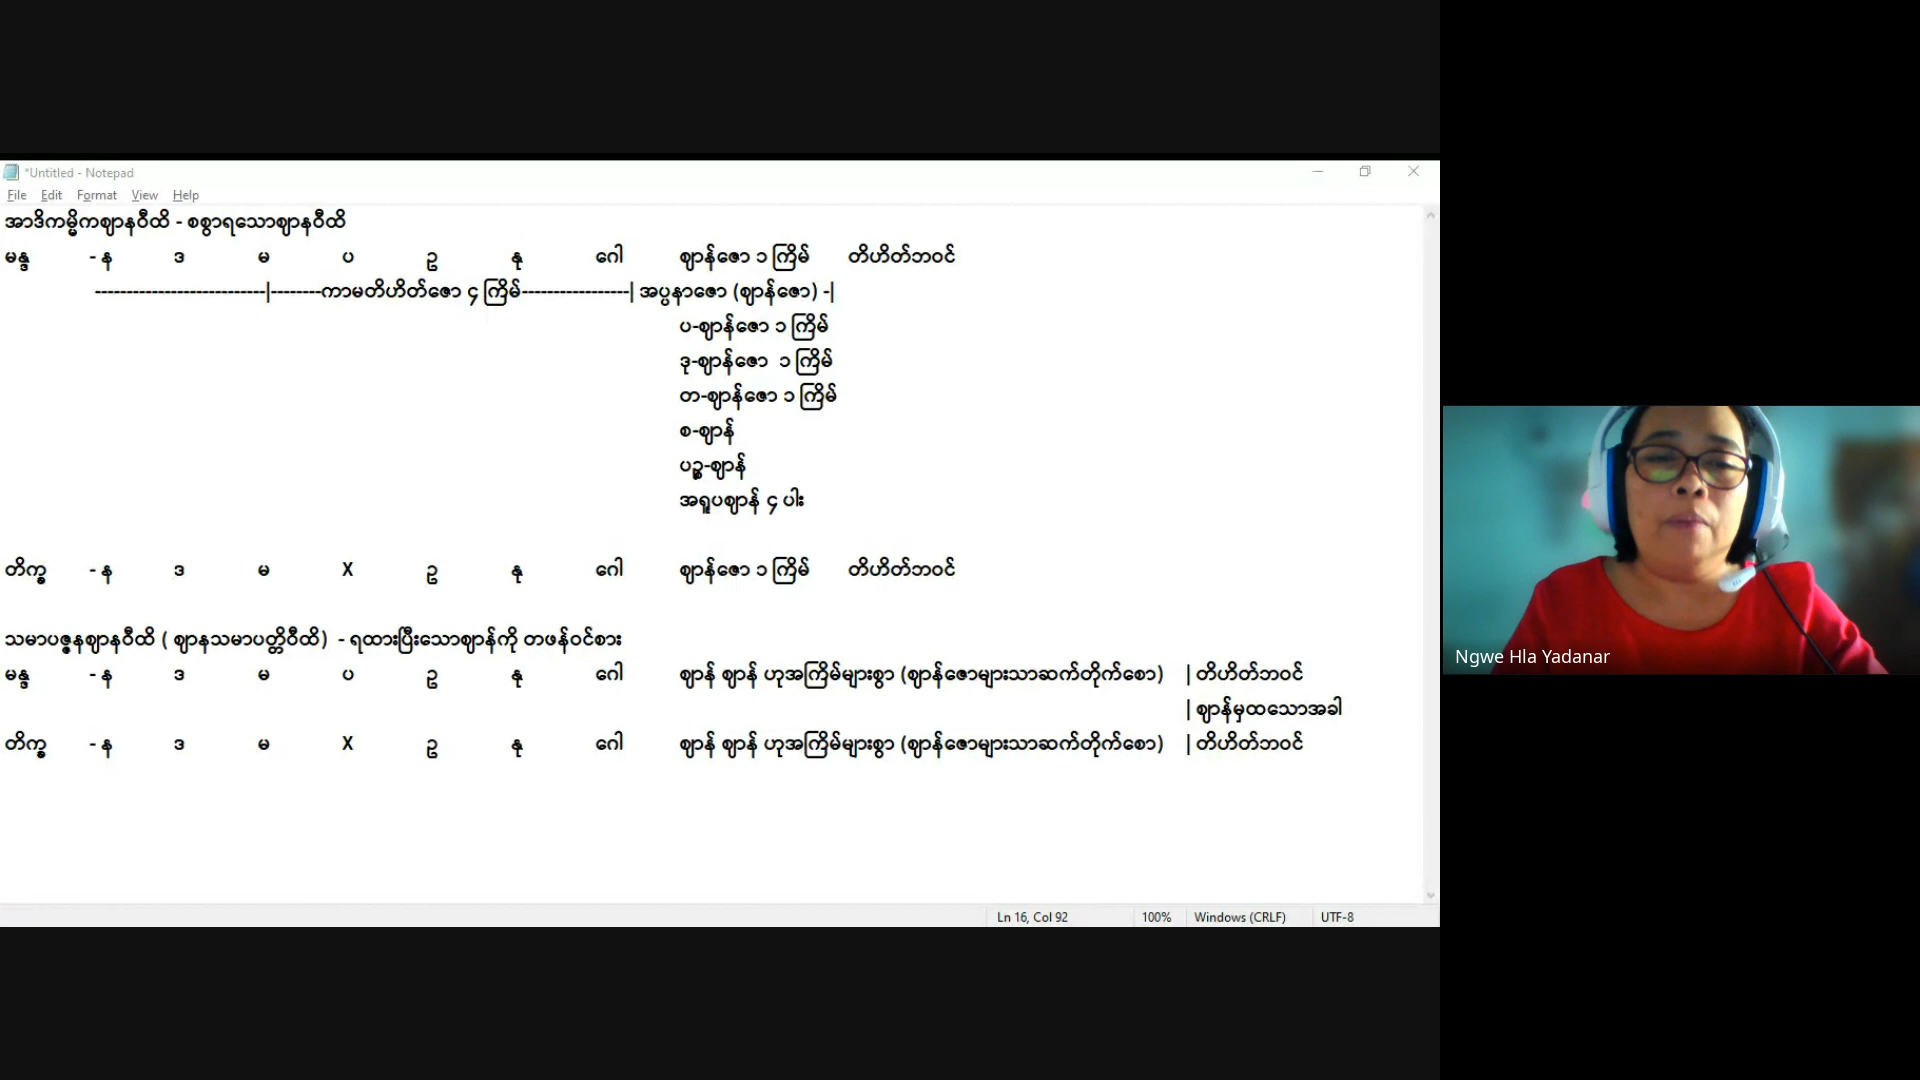 *Untitled - Notepad
File Edit Format View Help
အာဒိကမ္မိကဈာနဝီထိ - စစွာရသောဈာနဝီထိ
မန္ဒ - န ဒ မ ပ ဥ နု ဂေါ ဈာန်ဇော ၁ ကြိမ် တိဟိတ်ဘဝင်
---------------------------|--------ကာမတိဟိတ်ဇော ၄ ကြိမ်-----------------| အပ္ပနာဇော (ဈာန်ဇော) -|
ပ-ဈာန်ဇော ၁ ကြိမ်
ဒု-ဈာန်ဇော ၁ ကြိမ်
တ-ဈာန်ဇော ၁ ကြိမ်
စ-ဈာန်
ပဉ္စ-ဈာန်
အရူပဈာန် ၄ ပါး
တိက္ခ - န ဒ မ X ဥ နု ဂေါ ဈာန်ဇော ၁ ကြိမ် တိဟိတ်ဘဝင်
သမာပဇ္ဇနဈာနဝီထိ ( ဈာနသမာပတ္တိဝီထိ) - ရထားပြီးသောဈာန်ကို တဖန်ဝင်စား
မန္ဒ - န ဒ မ ပ ဥ နု ဂေါ ဈာန် ဈာန် ဟုအကြိမ်များစွာ (ဈာန်ဇောများသာဆက်တိုက်စော) | တိဟိတ်ဘဝင်
| ဈာန်မှထသောအခါ
တိက္ခ - န ဒ မ X ဥ နု ဂေါ ဈာန် ဈာန် ဟုအကြိမ်များစွာ (ဈာန်ဇောများသာဆက်တိုက်စော) | တိဟိတ်ဘဝင်
Ngwe Hla Yadanar
Ln 16, Col 92 100% Windows (CRLF) UTF-8